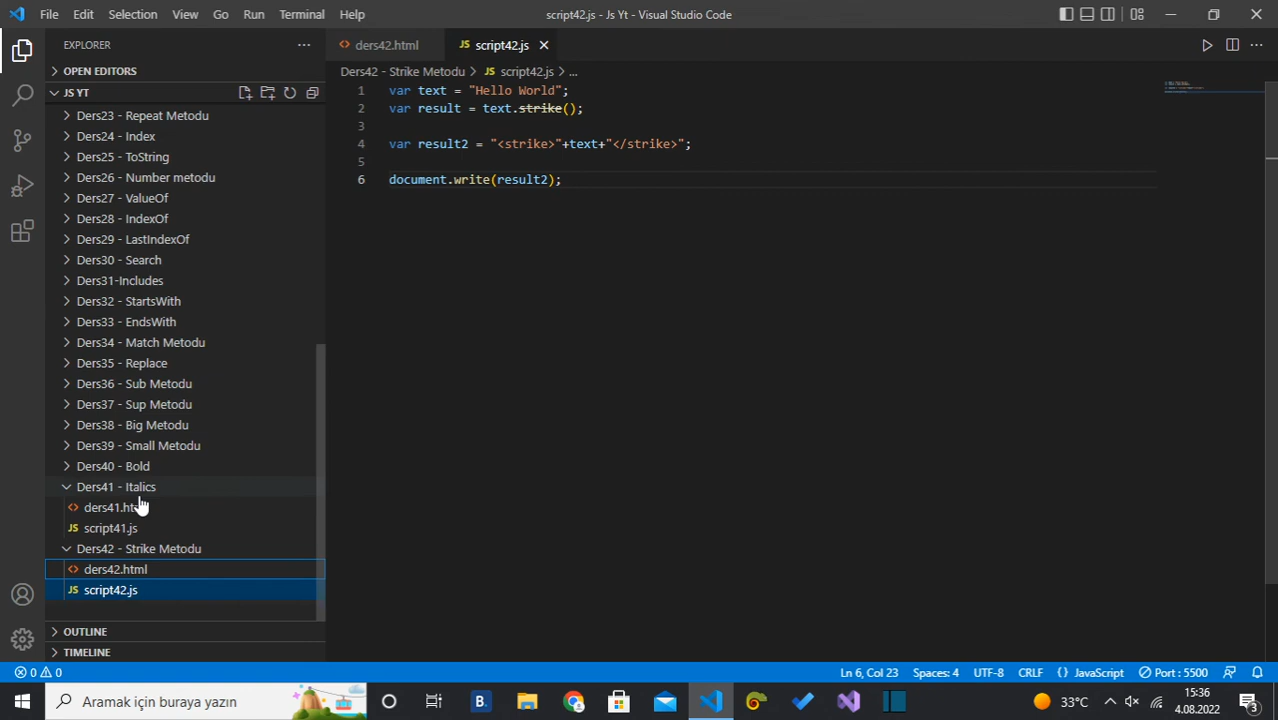 File Edit Selection View Go Run Terminal Help
script42.js - Js Yt - Visual Studio Code
EXPLORER
ders42.html
JS script42.js
OPEN EDITORS
Ders42 - Strike Metodu > JS script42.js > ...
JS YT
1 var text = "Hello World";
2 var result = text.strike();
3
4 var result2 = "<strike>"+text+"</strike>";
5
6 document.write(result2);
Ders23 - Repeat Metodu
Ders24 - Index
Ders25 - ToString
Ders26 - Number metodu
Ders27 - ValueOf
Ders28 - IndexOf
Ders29 - LastIndexOf
Ders30 - Search
Ders31-Includes
Ders32 - StartsWith
Ders33 - EndsWith
Ders34 - Match Metodu
Ders35 - Replace
Ders36 - Sub Metodu
Ders37 - Sup Metodu
Ders38 - Big Metodu
Ders39 - Small Metodu
Ders40 - Bold
Ders41 - Italics
JS script41.js
Ders42 - Strike Metodu
ders42.html
JS script42.js
OUTLINE
TIMELINE
0 0
Ln 6, Col 23 Spaces: 4 UTF-8 CRLF {} JavaScript Port : 5500
Aramak için buraya yazın
B.
33°C
15:36
4.08.2022
3